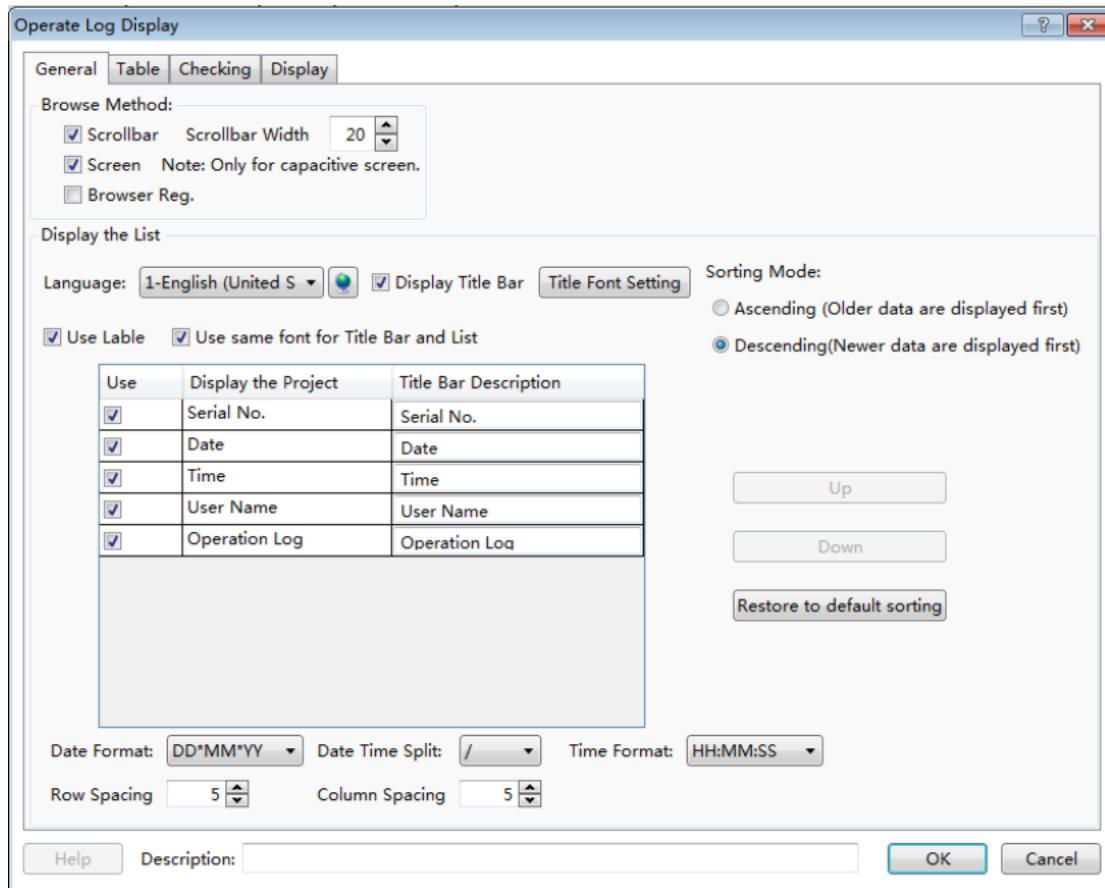 Operate Log Display
General Table Checking Display
Browse Method:
Scrollbar Scrollbar Width 20
Screen Note: Only for capacitive screen.
Browser Reg.
Display the List
Language: 1-English (United S Display Title Bar Title Font Setting Sorting Mode:
Ascending (Older data are displayed first)
Use Lable Use same font for Title Bar and List Descending(Newer data are displayed first)
Use Display the Project Title Bar Description
Serial No. Serial No.
Date Date
Time Time
Up
User Name User Name
Operation Log Operation Log
Down
Restore to default sorting
Date Format: DD*MM*YY Date Time Split: / Time Format: HH:MM:SS
Row Spacing 5 Column Spacing 5
Help Description: OK Cancel